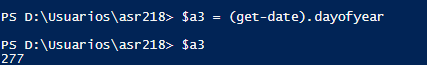 PS D:\Usuarios\asr218> $a3 = (get-date).dayofyear
PS D:\Usuarios\asr218> $a3
277